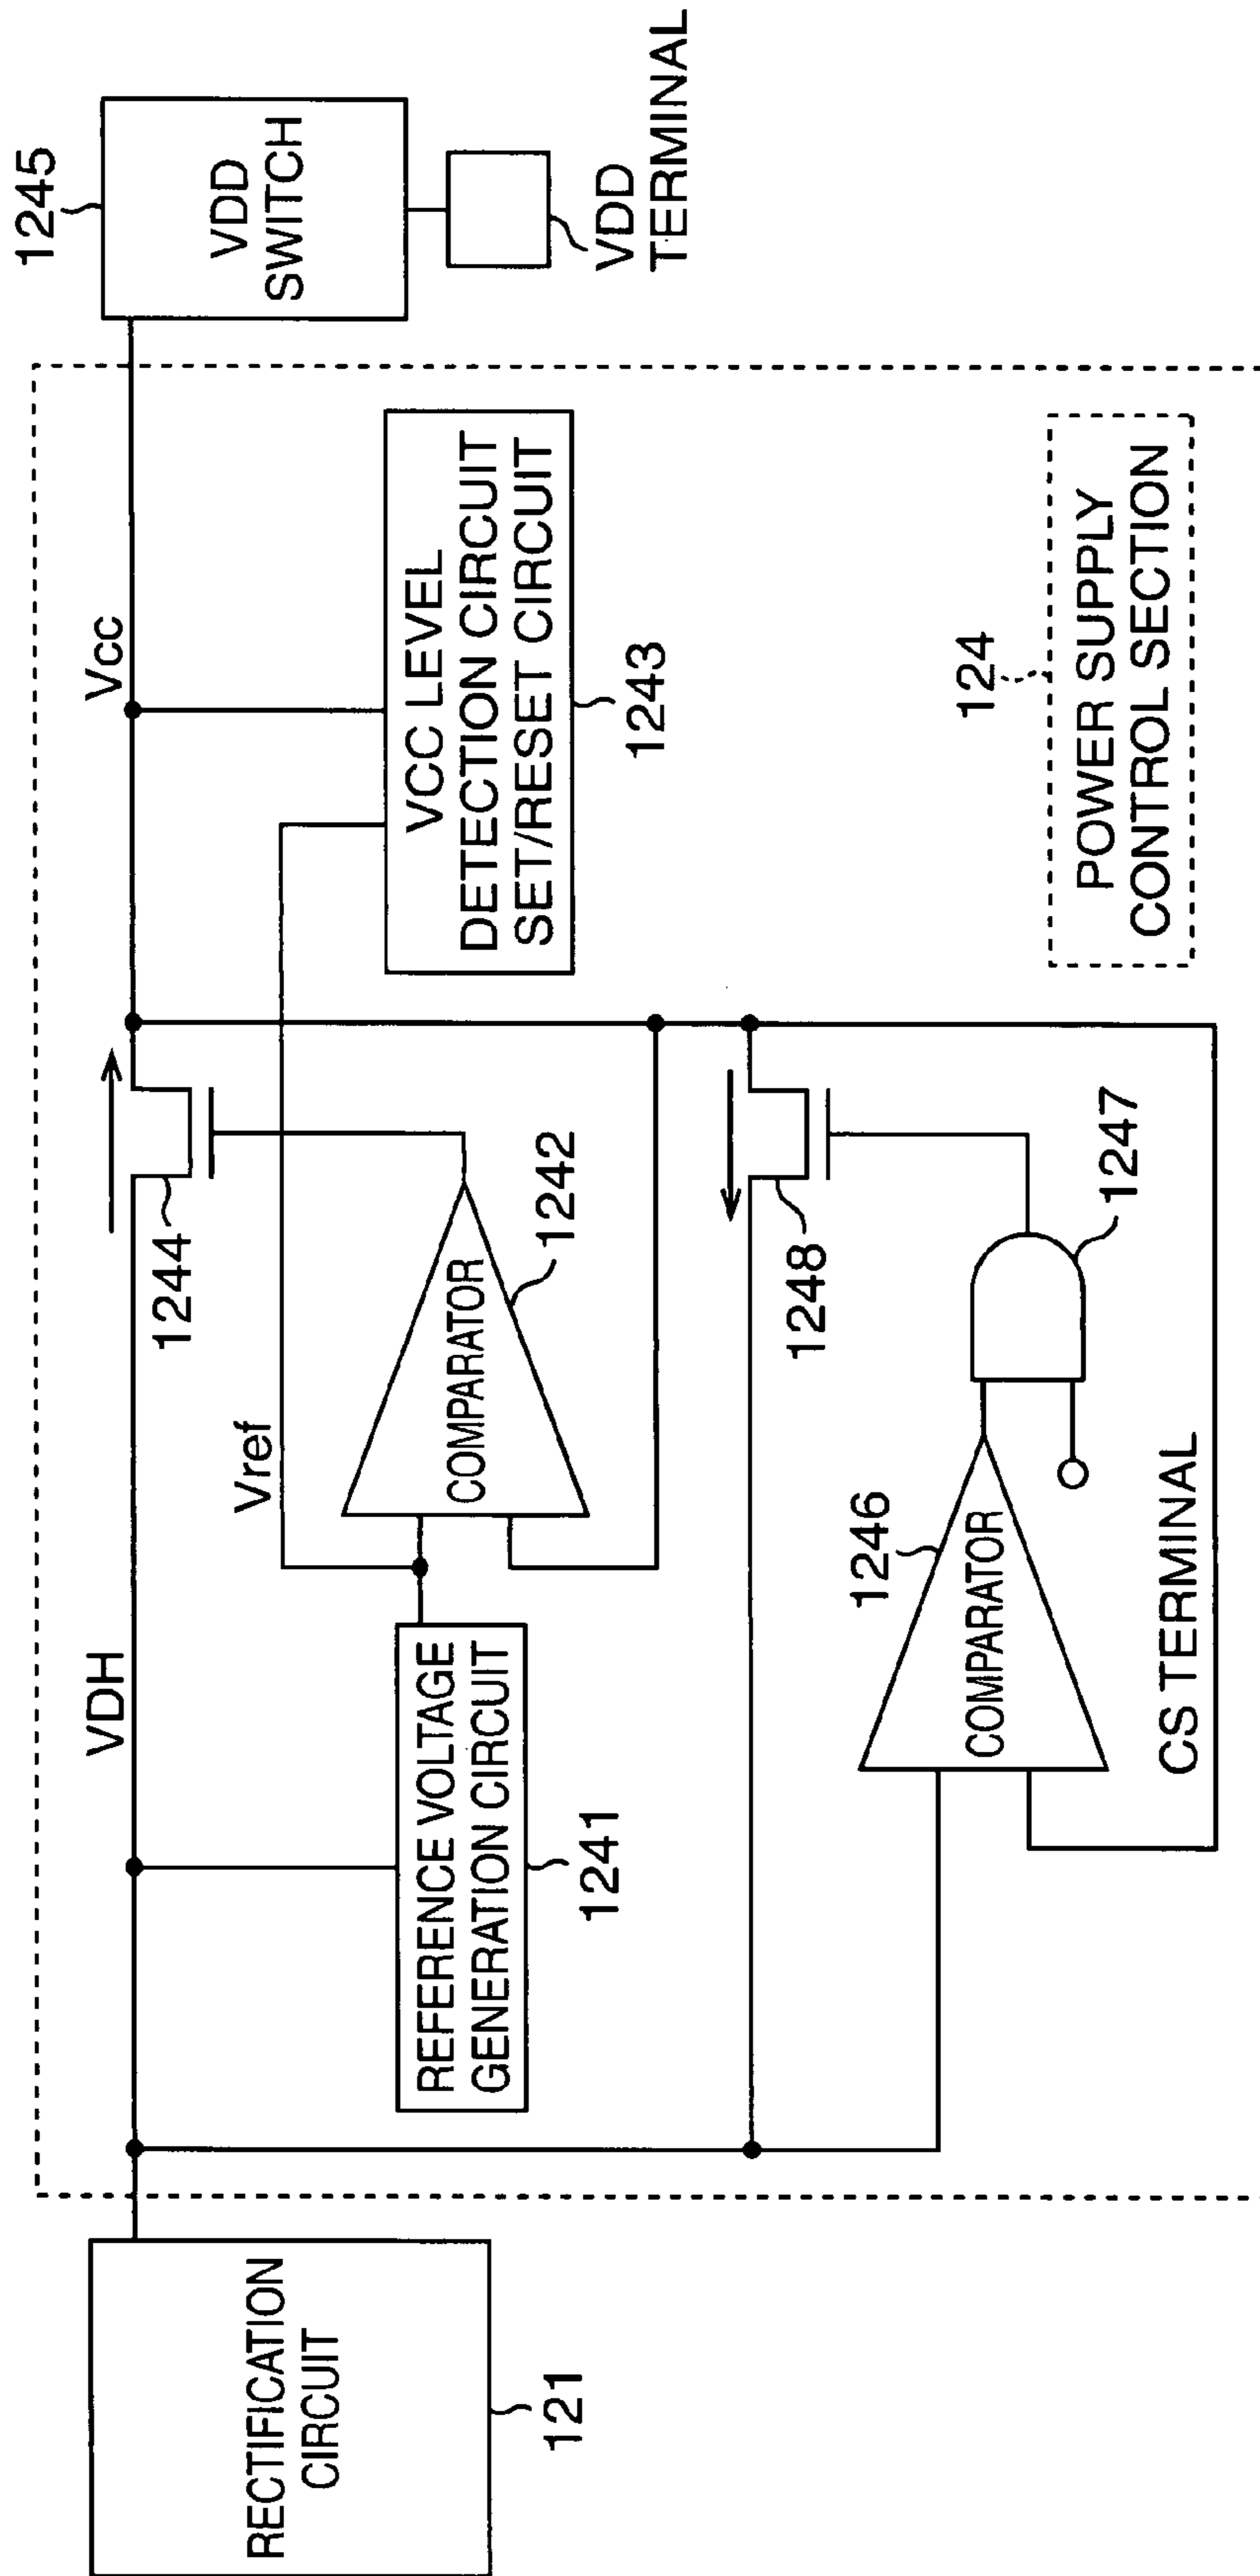 RECTIFICATION
CIRCUIT
121
VDH
Vcc
1244
1245
VDD
SWITCH
VDD
TERMINAL
Vref
REFERENCE VOLTAGE
GENERATION CIRCUIT
1241
COMPARATOR
1242
VCC LEVEL
DETECTION CIRCUIT
SET/RESET CIRCUIT
1243
1248
1246
COMPARATOR
1247
CS TERMINAL
124
POWER SUPPLY
CONTROL SECTION